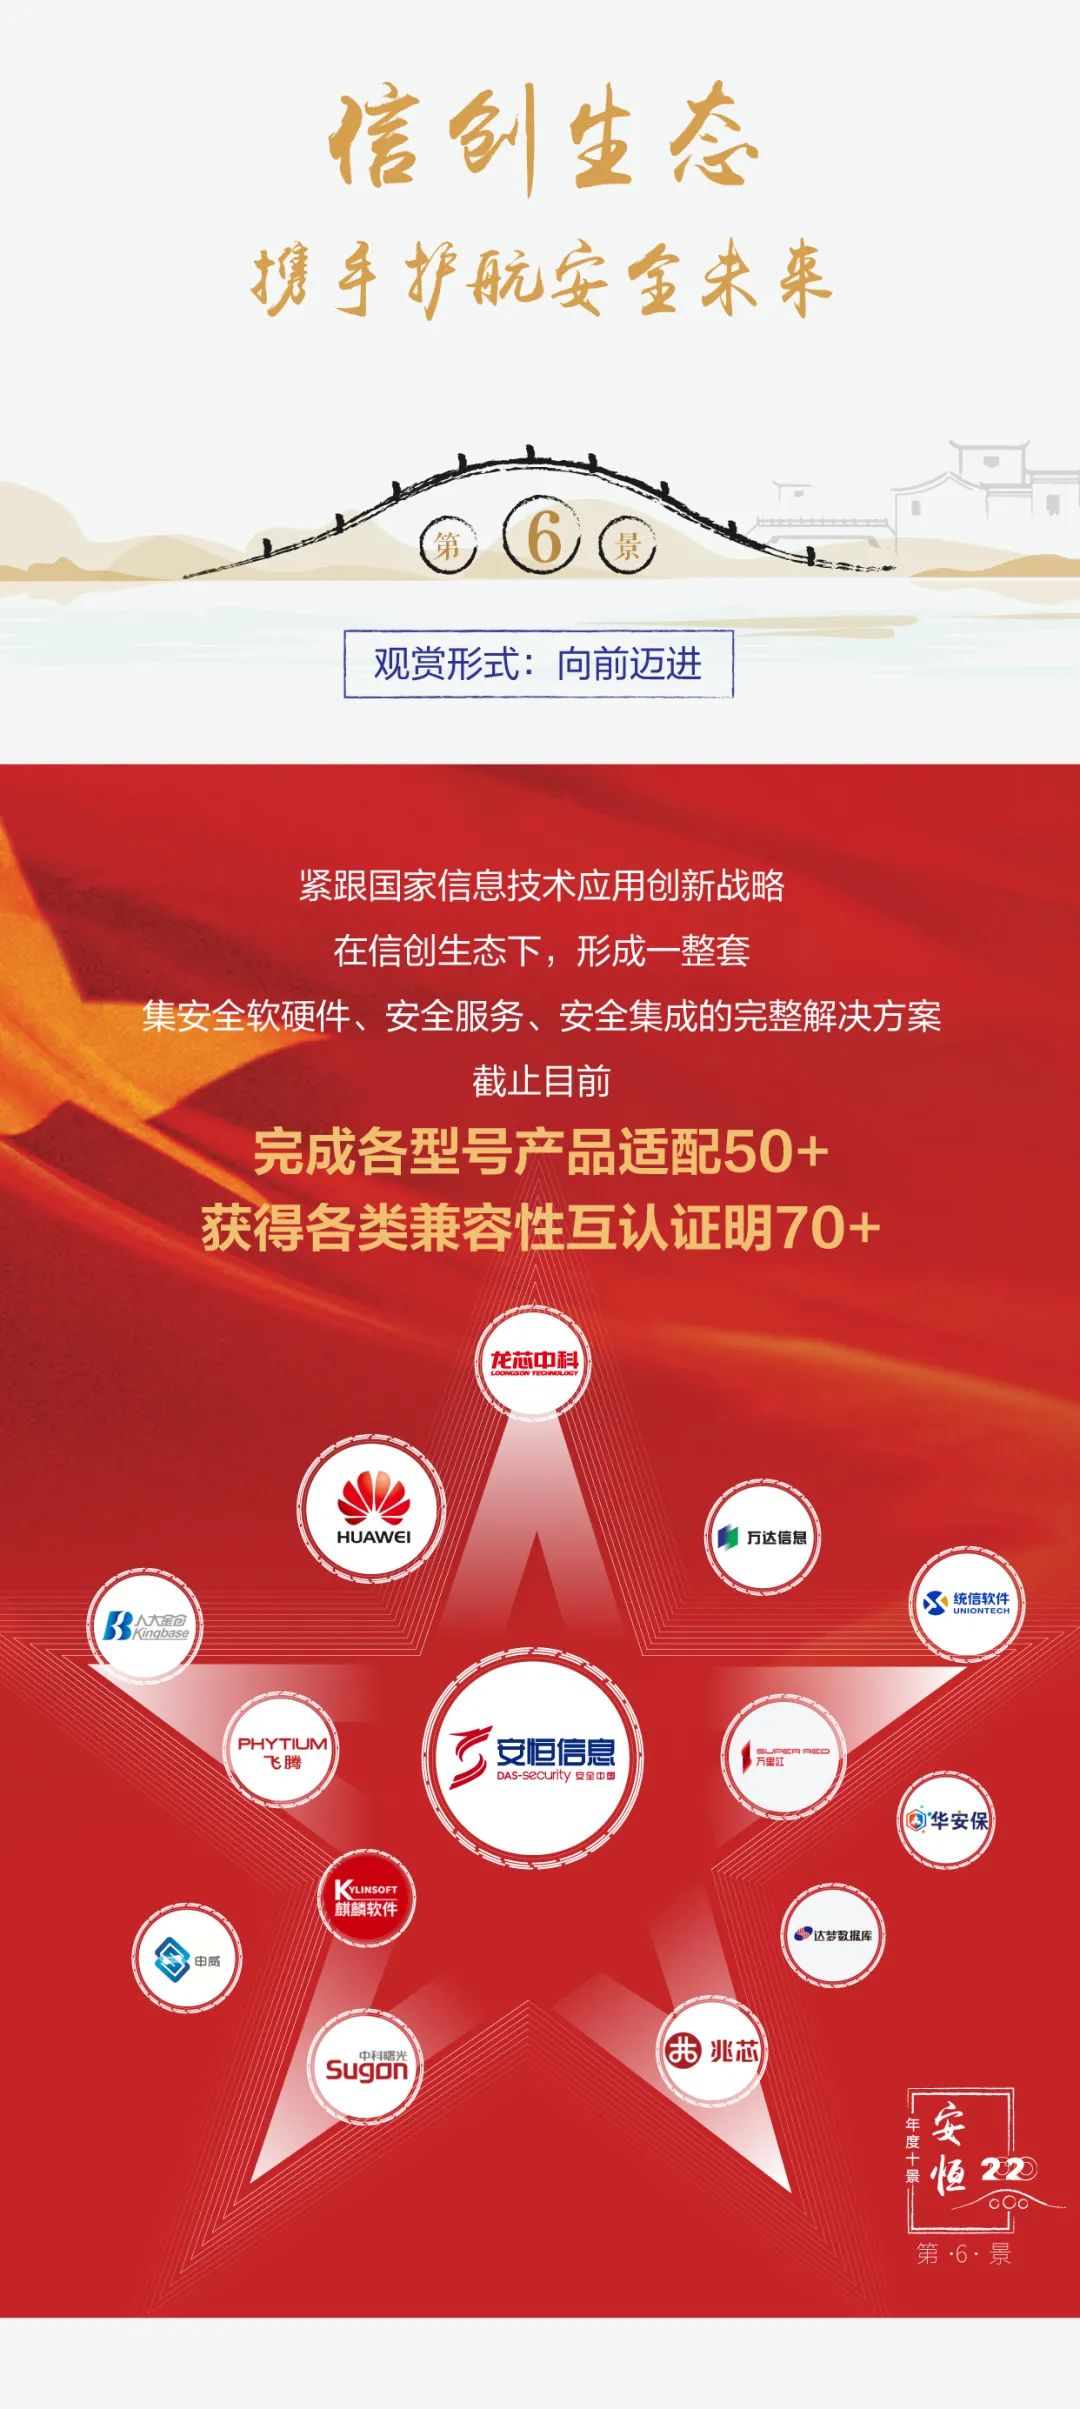 信创生态
携手护航安全未来
第6景
观赏形式：向前迈进
紧跟国家信息技术应用创新战略
在信创生态下，形成一整套
集安全软硬件、安全服务、安全集成的完整解决方案
截止目前
完成各型号产品适配50+
获得各类兼容性互认证明70+
龙芯中科
LOONGSON TECHNOLOGY
HUAWEI
万达信息
统信软件
UNIONTECH
人大金仓
Kingbase
PHYTIUM
飞腾
安恒信息
DAS-security 安全中国
SUPER RED
万里红
华安保
KYLINSOFT
麒麟软件
达梦数据库
申威
中科曙光
Sugon
兆芯
年度十景
安恒
2020
第·6·景